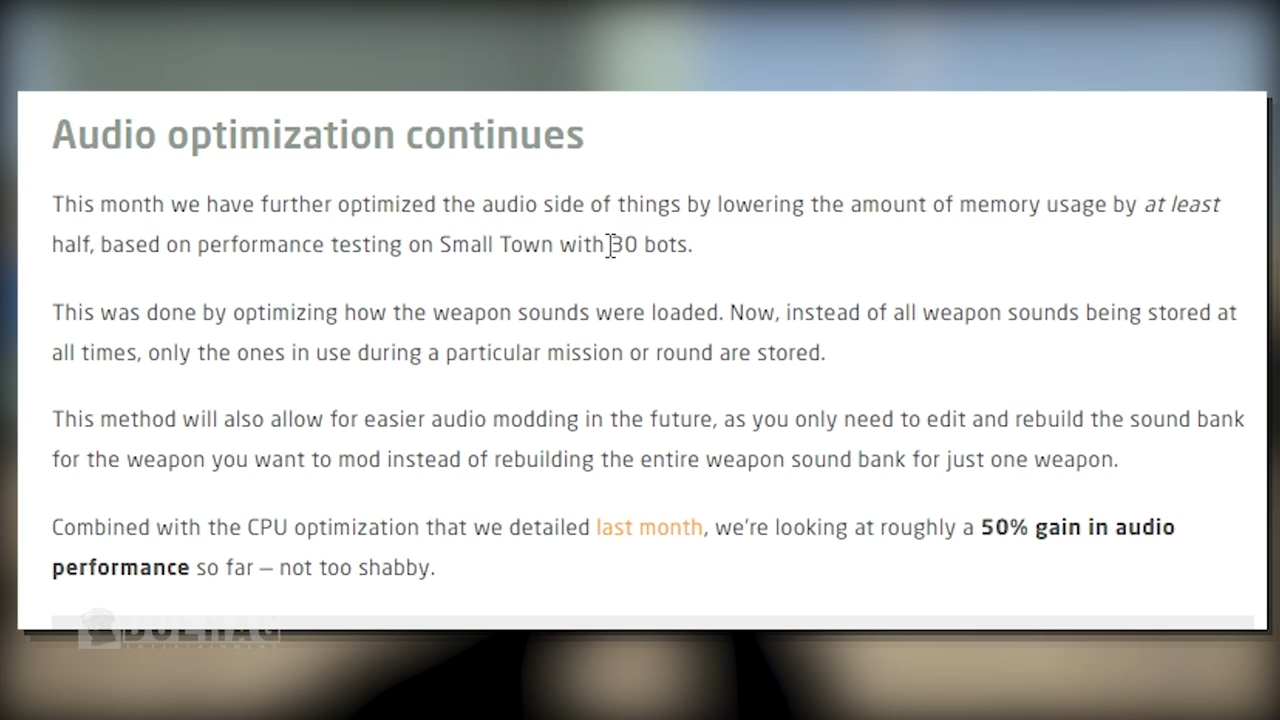 Audio optimization continues
This month we have further optimized the audio side of things by lowering the amount of memory usage by at least
half, based on performance testing on Small Town with 30 bots.
This was done by optimizing how the weapon sounds were loaded. Now, instead of all weapon sounds being stored at
all times, only the ones in use during a particular mission or round are stored.
This method will also allow for easier audio modding in the future, as you only need to edit and rebuild the sound bank
for the weapon you want to mod instead of rebuilding the entire weapon sound bank for just one weapon.
Combined with the CPU optimization that we detailed last month, we’re looking at roughly a 50% gain in audio
performance so far – not too shabby.